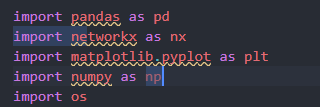 import pandas as pd
import networkx as nx
import matplotlib.pyplot as plt
import numpy as np
import os